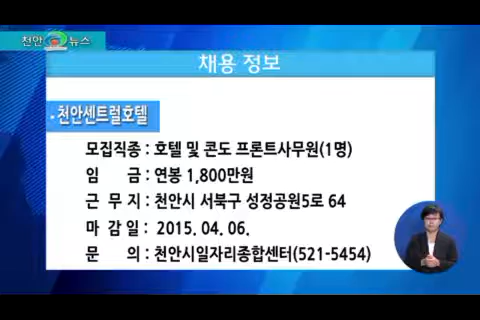 천안 뉴스
채용 정보
· 천안센트럴호텔
모집직종 : 호텔 및 콘도 프론트사무원(1명)
임 금 : 연봉 1,800만원
근 무 지 : 천안시 서북구 성정공원5로 64
마 감 일 : 2015. 04. 06.
문 의 : 천안시일자리종합센터(521-5454)